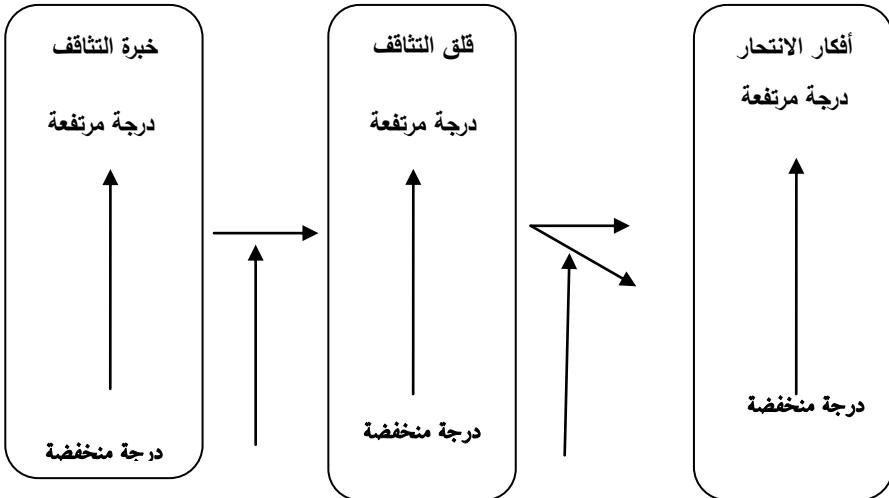 خبرة التثاقف
درجة مرتفعة
درجة منخفضة
قلق التثاقف
درجة مرتفعة
درجة منخفضة
أفكار الانتحار
درجة مرتفعة
درجة منخفضة